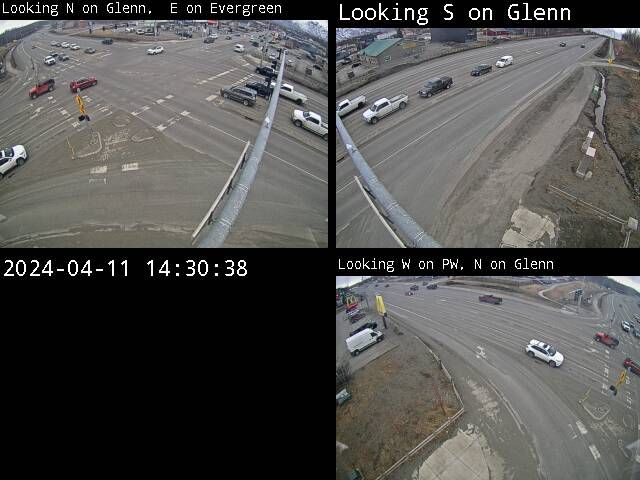 Looking N on Glenn, E on Evergreen
Looking S on Glenn
2024-04-11 14:30:38
Looking W on PW, N on Glenn